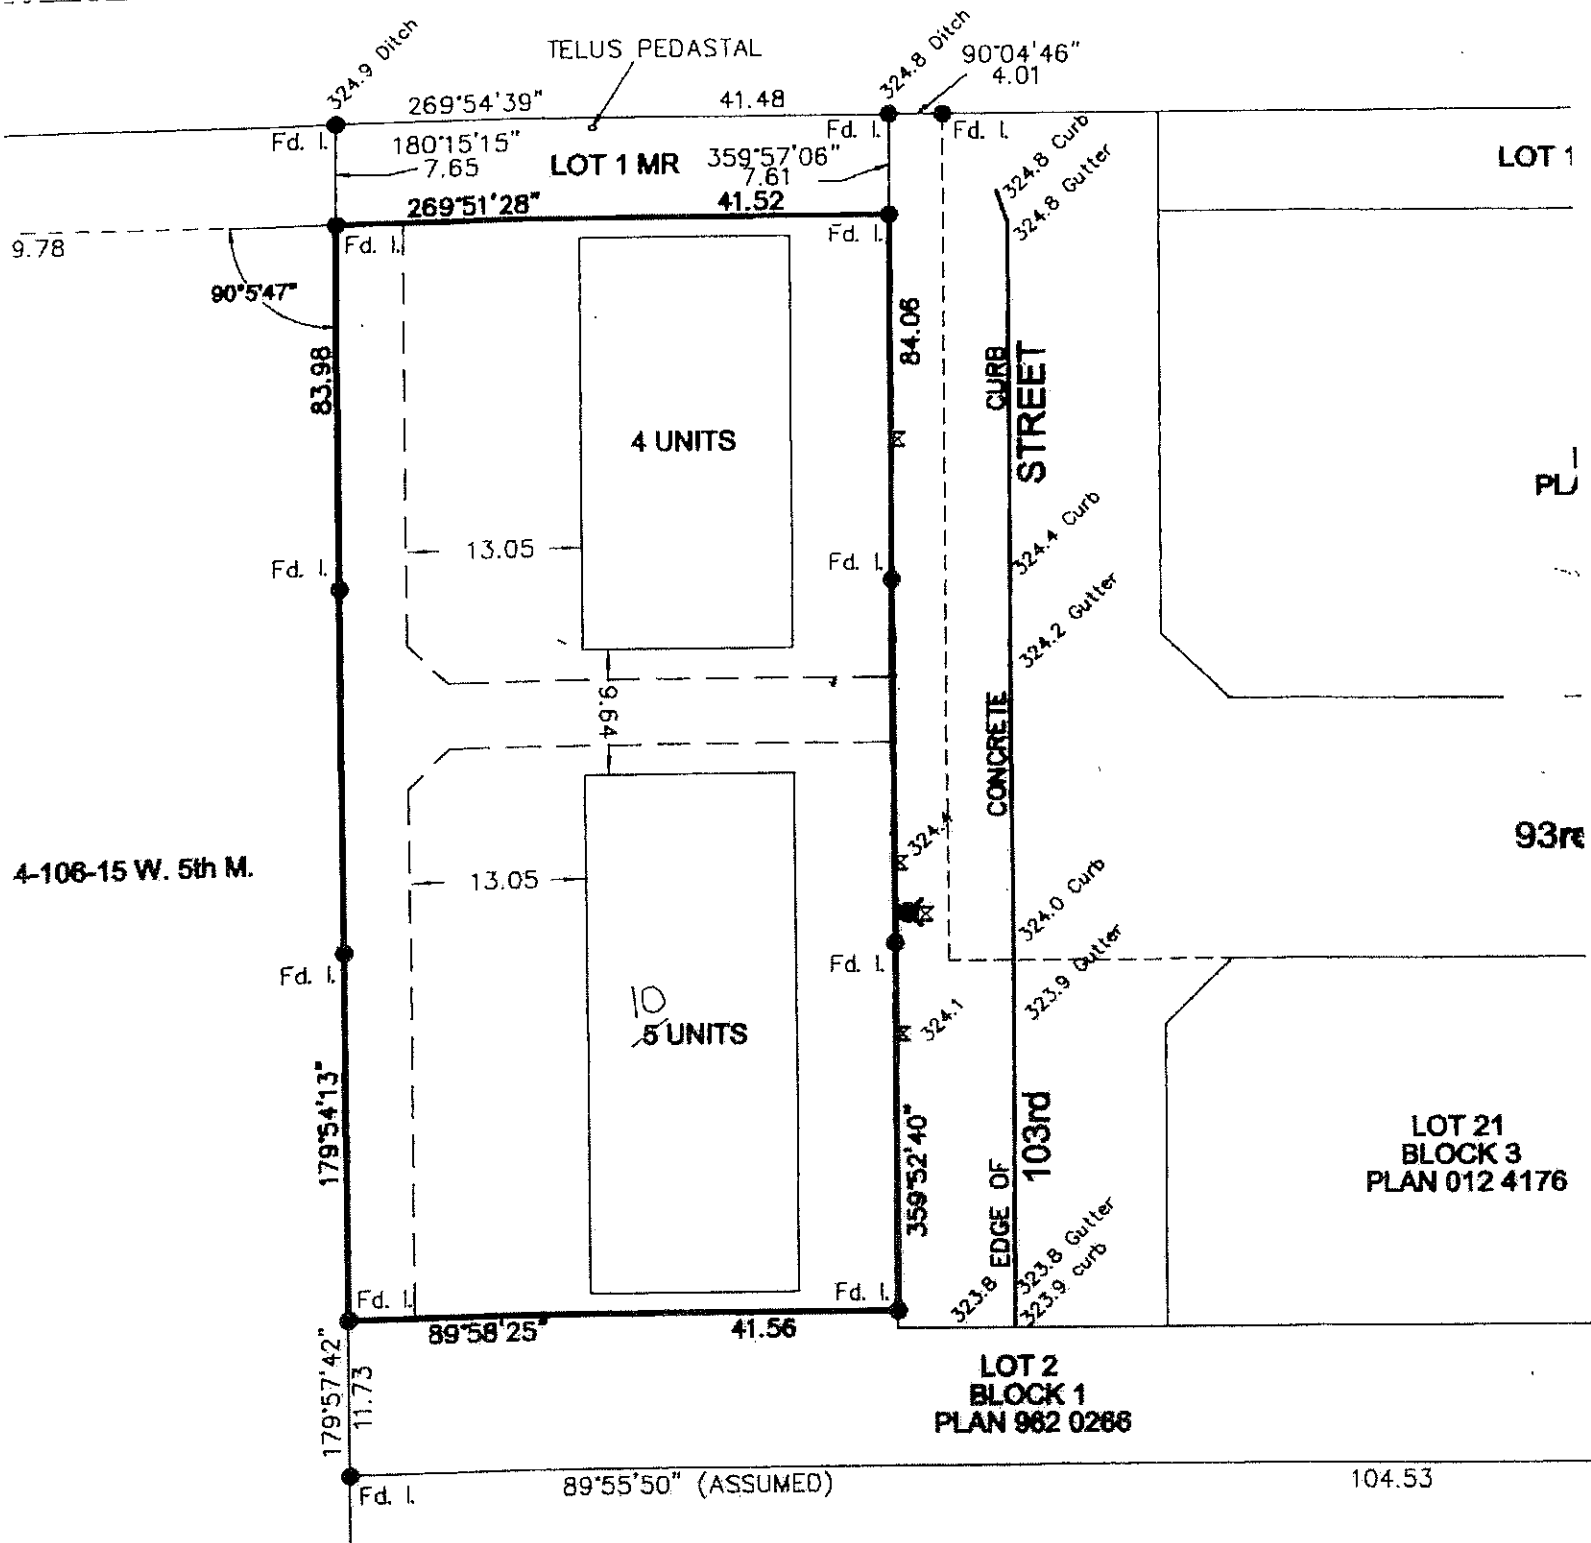 324.9 Ditch
TELUS PEDASTAL
324.8 Ditch
90°04'46"
4.01
269°54'39"
41.48
Fd. I.
180°15'15"
7.65
LOT 1 MR
359°57'06"
7.61
Fd. I.
Fd. I.
324.8 Curb
324.8 Gutter
LOT 1
269°51'28"
41.52
9.78
Fd. I.
Fd. I.
90°5'47"
83.98
84.06
CURB
STREET
4 UNITS
13.05
Fd. I.
Fd. I.
324.4 Curb
324.2 Gutter
9.64
CONCRETE
324.4
4-106-15 W. 5th M.
13.05
324.0 Curb
323.9 Gutter
Fd. I.
Fd. I.
10
5 UNITS
324.1
179°54'13"
359°52'40"
EDGE OF
103rd
LOT 21
BLOCK 3
PLAN 012 4176
Fd. I.
Fd. I.
323.8
323.8 Gutter
323.9 curb
89°58'25"
41.56
179°57'42"
11.73
LOT 2
BLOCK 1
PLAN 962 0266
Fd. I.
89°55'50" (ASSUMED)
104.53